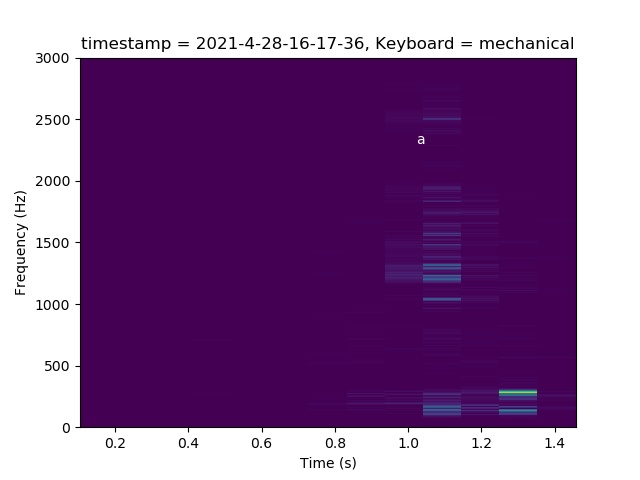 timestamp = 2021-4-28-16-17-36, Keyboard = mechanical
3000
2500
a
2000
1500
1000
500
0
Frequency (Hz)
0.2 0.4 0.6 0.8 1.0 1.2 1.4
Time (s)